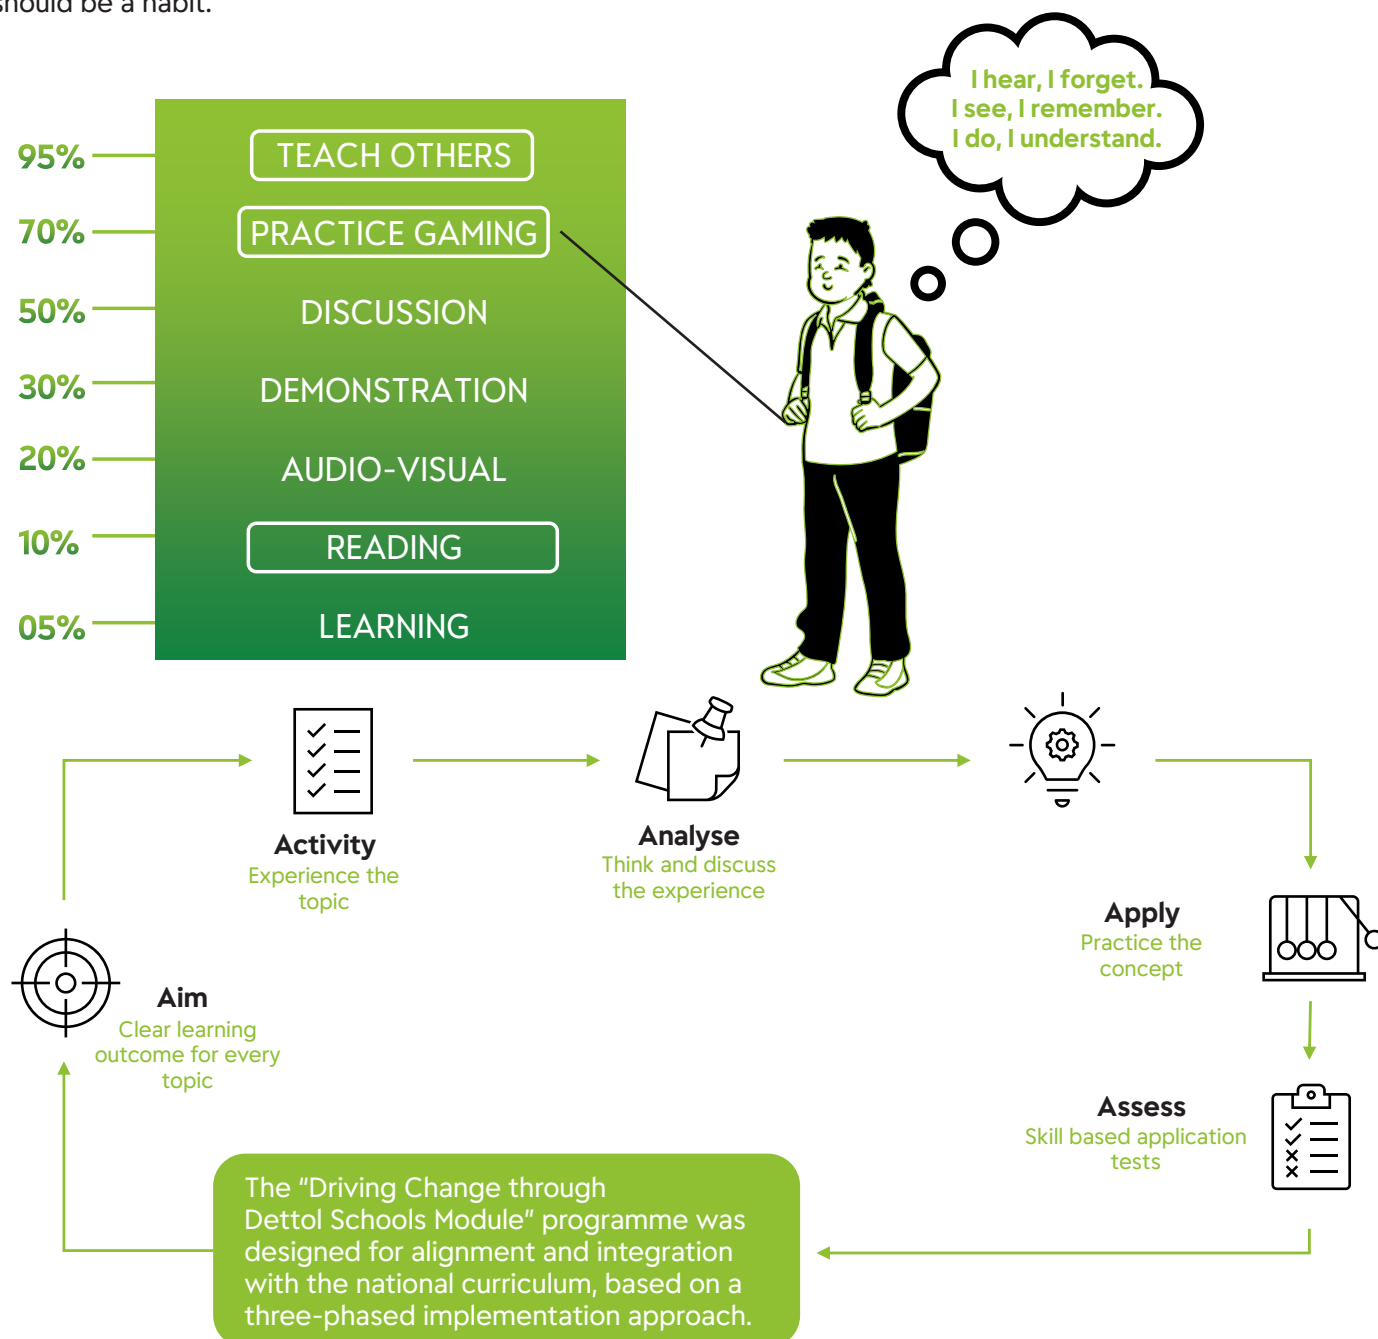 should be a habit.
I hear, I forget.
I see, I remember.
I do, I understand.
95%
TEACH OTHERS
70%
PRACTICE GAMING
50%
DISCUSSION
30%
DEMONSTRATION
20%
AUDIO-VISUAL
10%
READING
05%
LEARNING
Activity
Experience the
topic
Analyse
Think and discuss
the experience
Apply
Practice the
concept
Aim
Clear learning
outcome for every
topic
Assess
Skill based application
tests
The “Driving Change through
Dettol Schools Module” programme was
designed for alignment and integration
with the national curriculum, based on a
three-phased implementation approach.